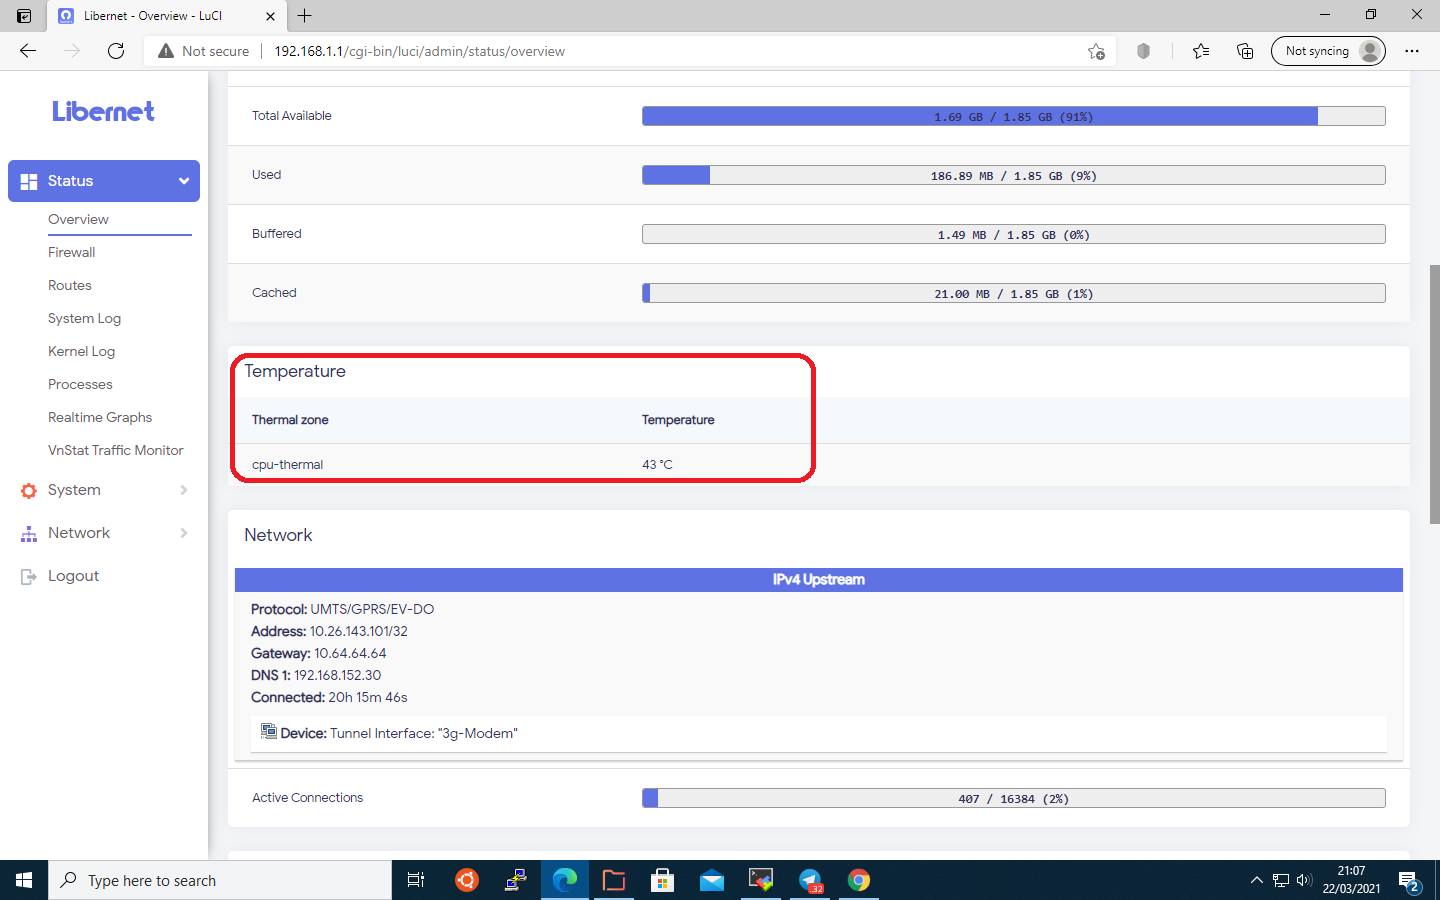 Libernet - Overview - LuCI
Not secure
192.168.1.1/cgi-bin/luci/admin/status/overview
Not syncing
Libernet
Status
Overview
Firewall
Routes
System Log
Kernel Log
Processes
Realtime Graphs
VnStat Traffic Monitor
System
Network
Logout
Total Available
1.69 GB / 1.85 GB (91%)
Used
186.89 MB / 1.85 GB (9%)
Buffered
1.49 MB / 1.85 GB (0%)
Cached
21.00 MB / 1.85 GB (1%)
Temperature
Thermal zone Temperature
cpu-thermal 43 °C
Network
IPv4 Upstream
Protocol: UMTS/GPRS/EV-DO
Address: 10.26.143.101/32
Gateway: 10.64.64.64
DNS 1: 192.168.152.30
Connected: 20h 15m 46s
Device: Tunnel Interface: "3g-Modem"
Active Connections
407 / 16384 (2%)
Type here to search
.32
21:07
22/03/2021
2